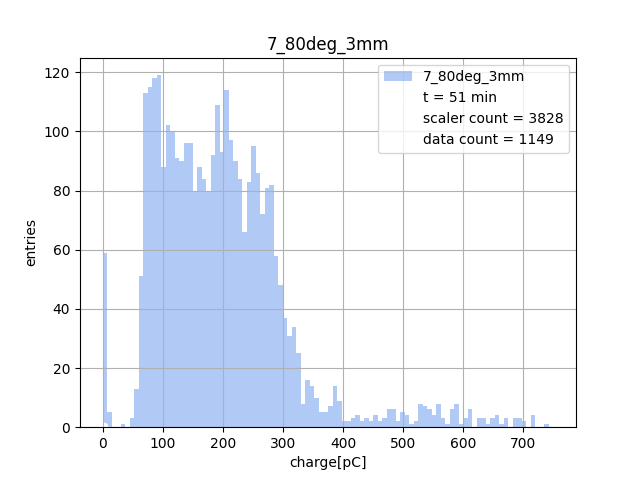 7_80deg_3mm
120
100
80
60
40
20
0
entries
7_80deg_3mm
t = 51 min
scaler count = 3828
data count = 1149
0 100 200 300 400 500 600 700
charge[pC]